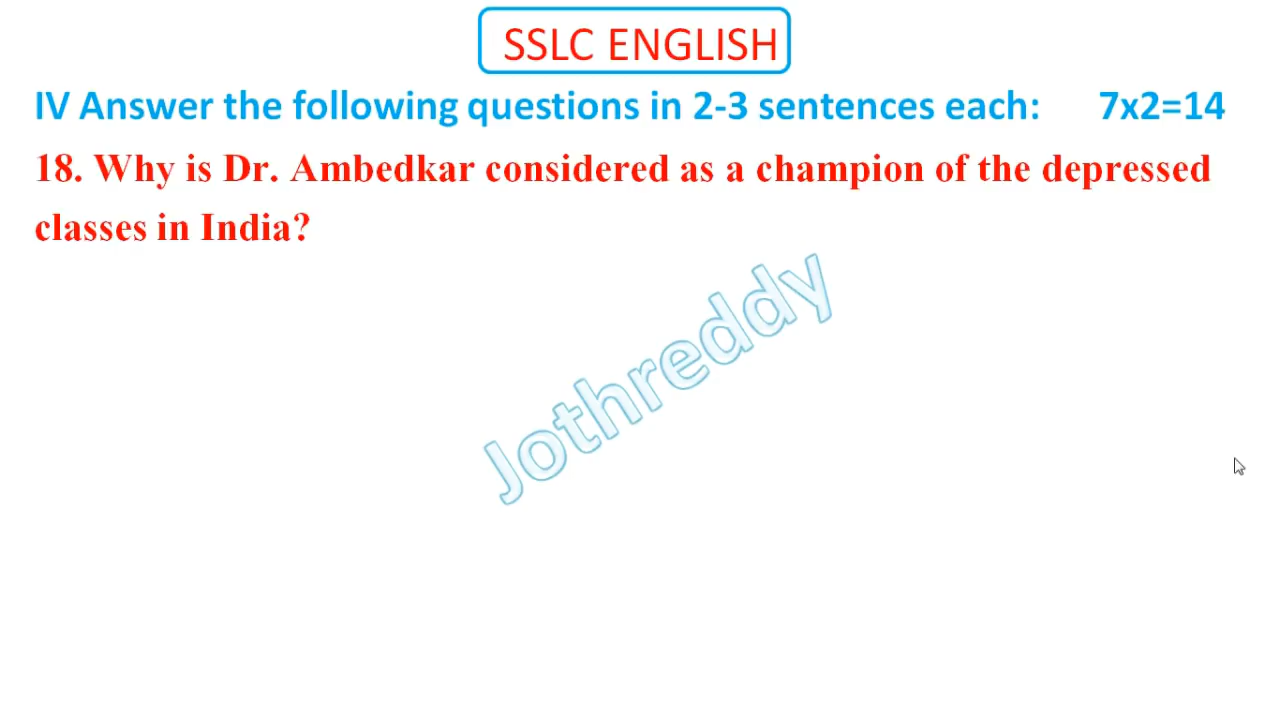 SSLC ENGLISH
IV Answer the following questions in 2-3 sentences each: 7x2=14
18. Why is Dr. Ambedkar considered as a champion of the depressed
classes in India?
Jothreddy